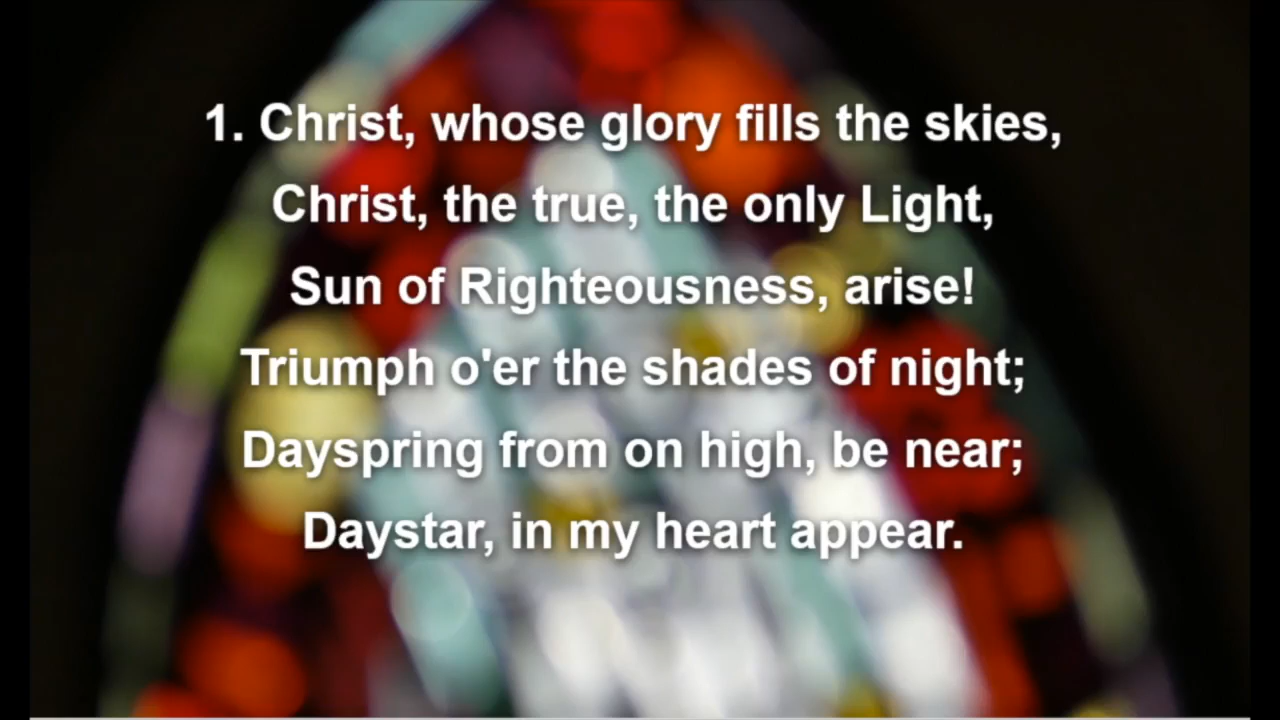 1. Christ, whose glory fills the skies,
Christ, the true, the only Light,
Sun of Righteousness, arise!
Triumph o'er the shades of night;
Dayspring from on high, be near;
Daystar, in my heart appear.